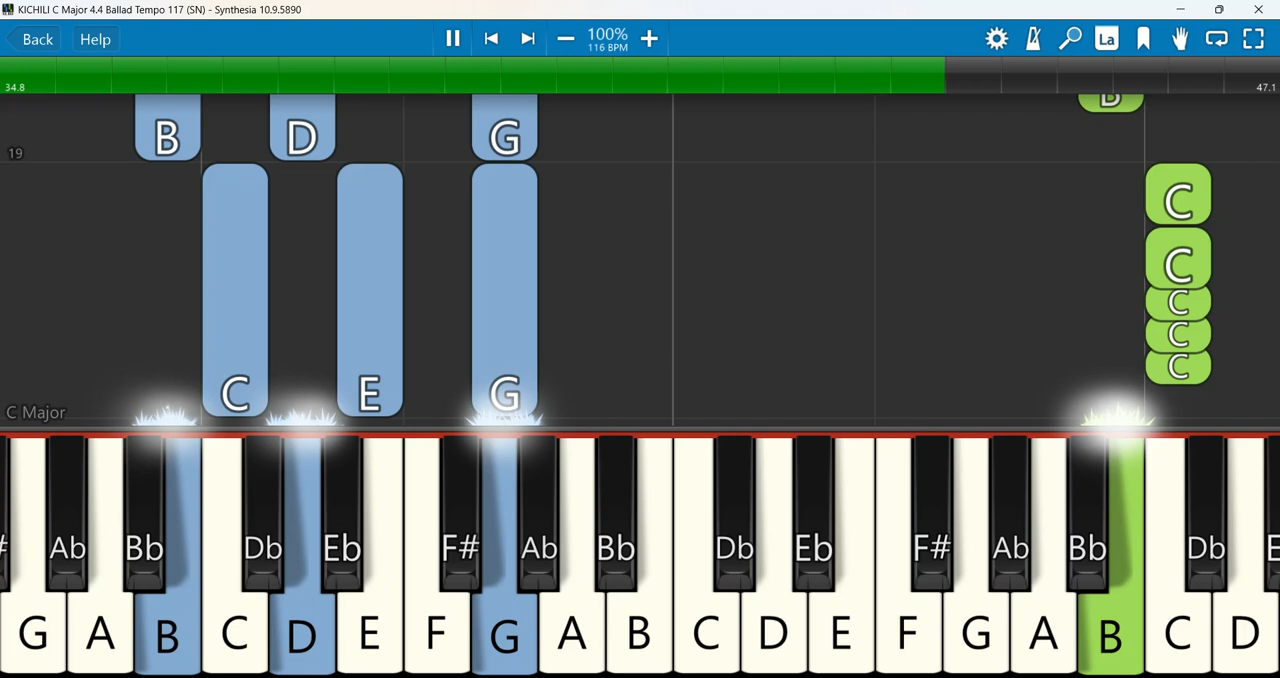 KICHILI C Major 4.4 Ballad Tempo 117 (SN) - Synthesia 10.9.5890
Back Help 100% La
116 BPM
34.8 47.1
B D G
19
C
C
C
C
C
C E G
C Major
Ab Bb Db Eb F# Ab Bb Db Eb F# Ab Bb Db
G A B C D E F G A B C D E F G A B C D